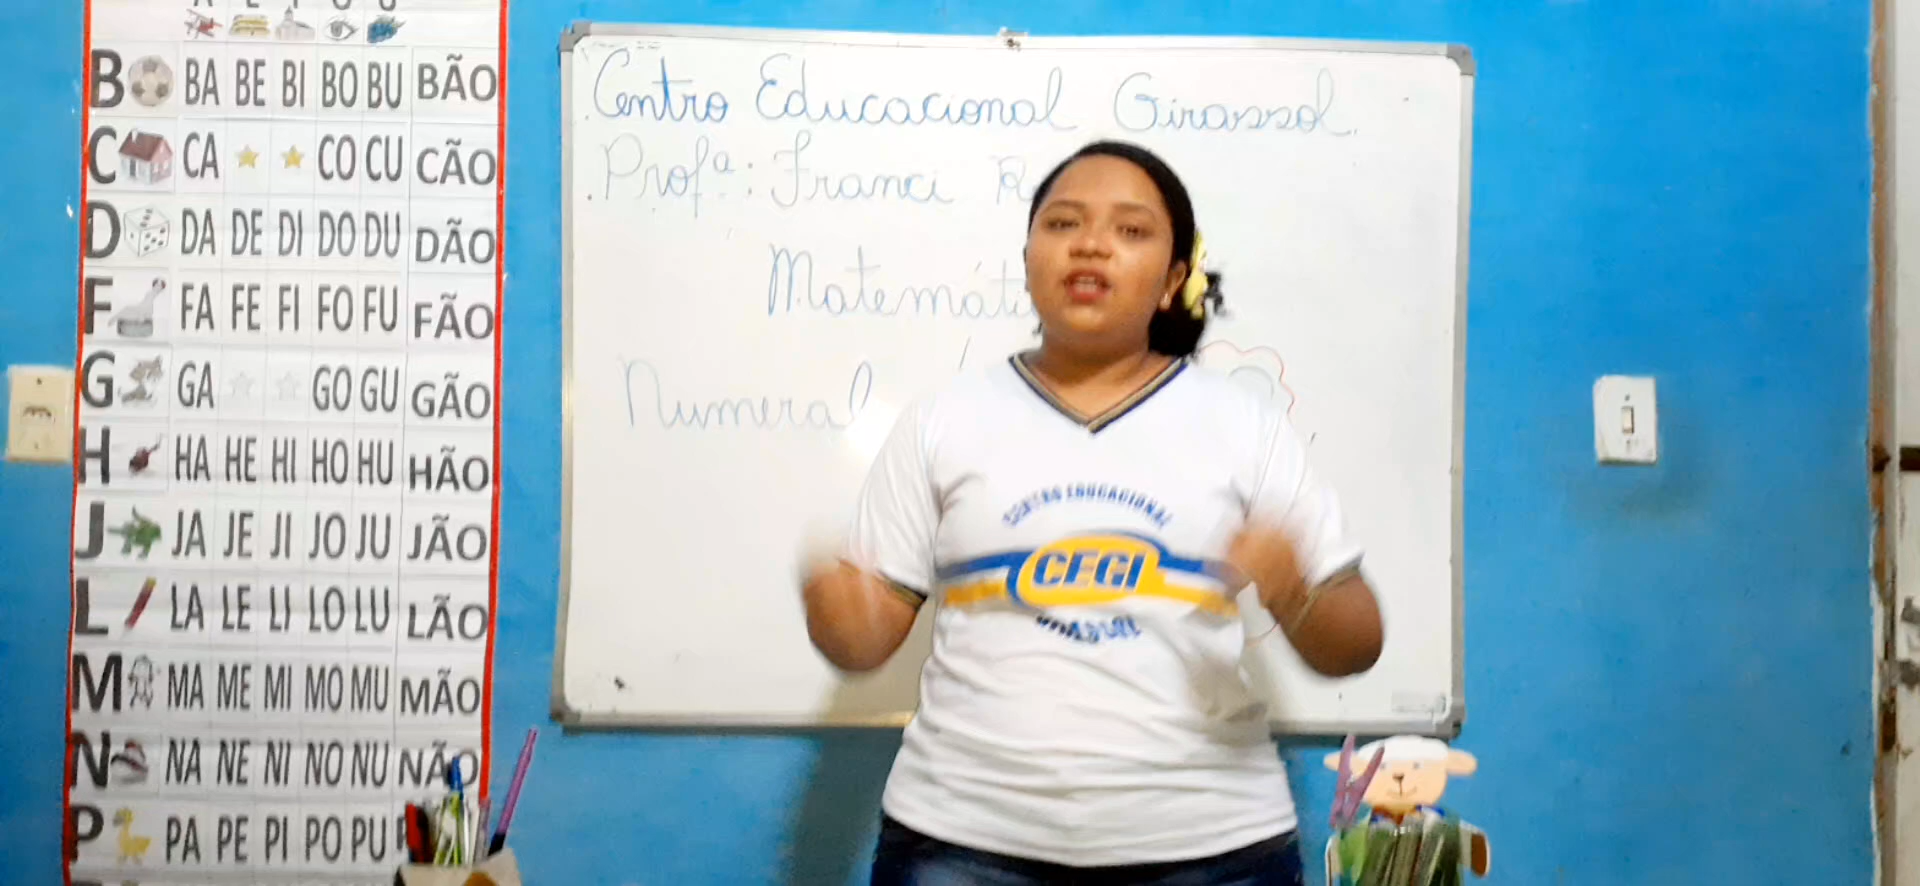 B BA BE BI BO BU BÃO
C CA CO CU CÃO
D DA DE DI DO DU DÃO
F FA FE FI FO FU FÃO
G GA GO GU GÃO
H HA HE HI HO HU HÃO
J JA JE JI JO JU JÃO
L LA LE LI LO LU LÃO
M MA ME MI MO MU MÃO
N NA NE NI NO NU NÃO
P PA PE PI PO PU
Centro Educacional Girassol
Profª: Franci
Matemáti
Numeral
CENTRO EDUCACIONAL
CEGI